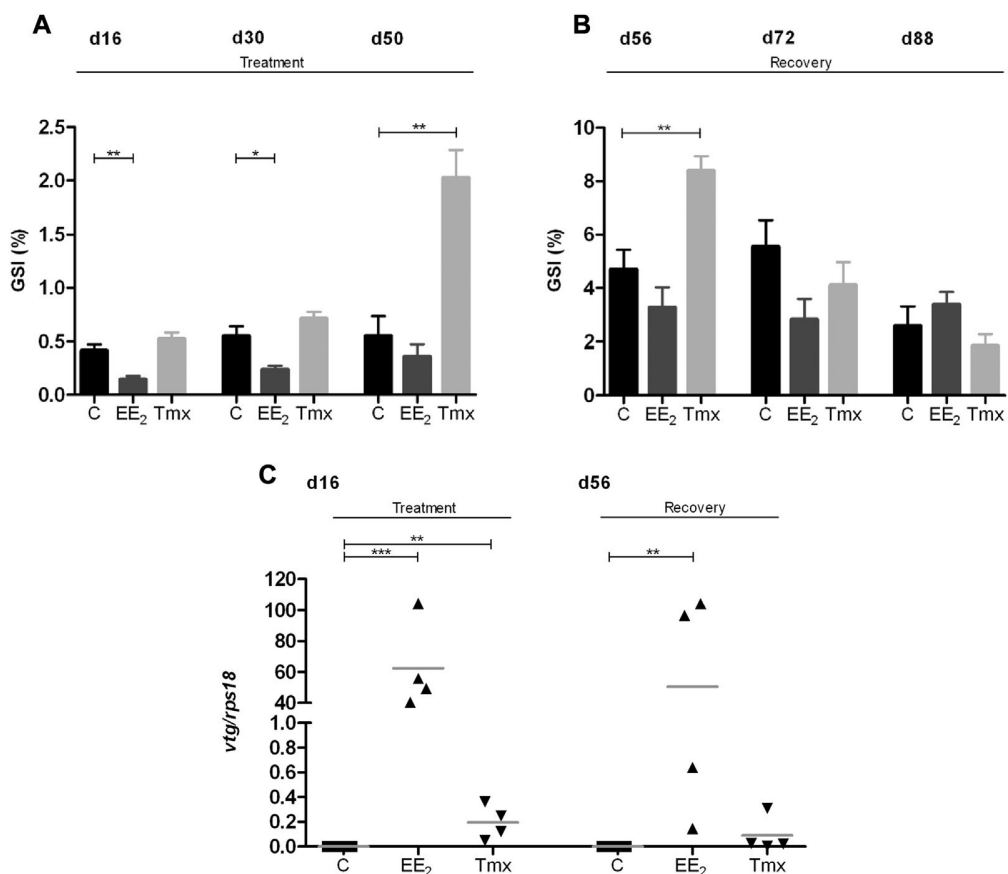 A
d16 d30 d50
Treatment
GSI (%)
2.5
2.0
1.5
1.0
0.5
0.0
** * **
C EE₂ Tmx C EE₂ Tmx C EE₂ Tmx
B
d56 d72 d88
Recovery
GSI (%)
10
8
6
4
2
0
**
C EE₂ Tmx C EE₂ Tmx C EE₂ Tmx
C
d16 d56
Treatment Recovery
**
*** **
vtg/rps18
120
100
80
60
40
1.0
0.8
0.6
0.4
0.2
0.0
C EE₂ Tmx C EE₂ Tmx